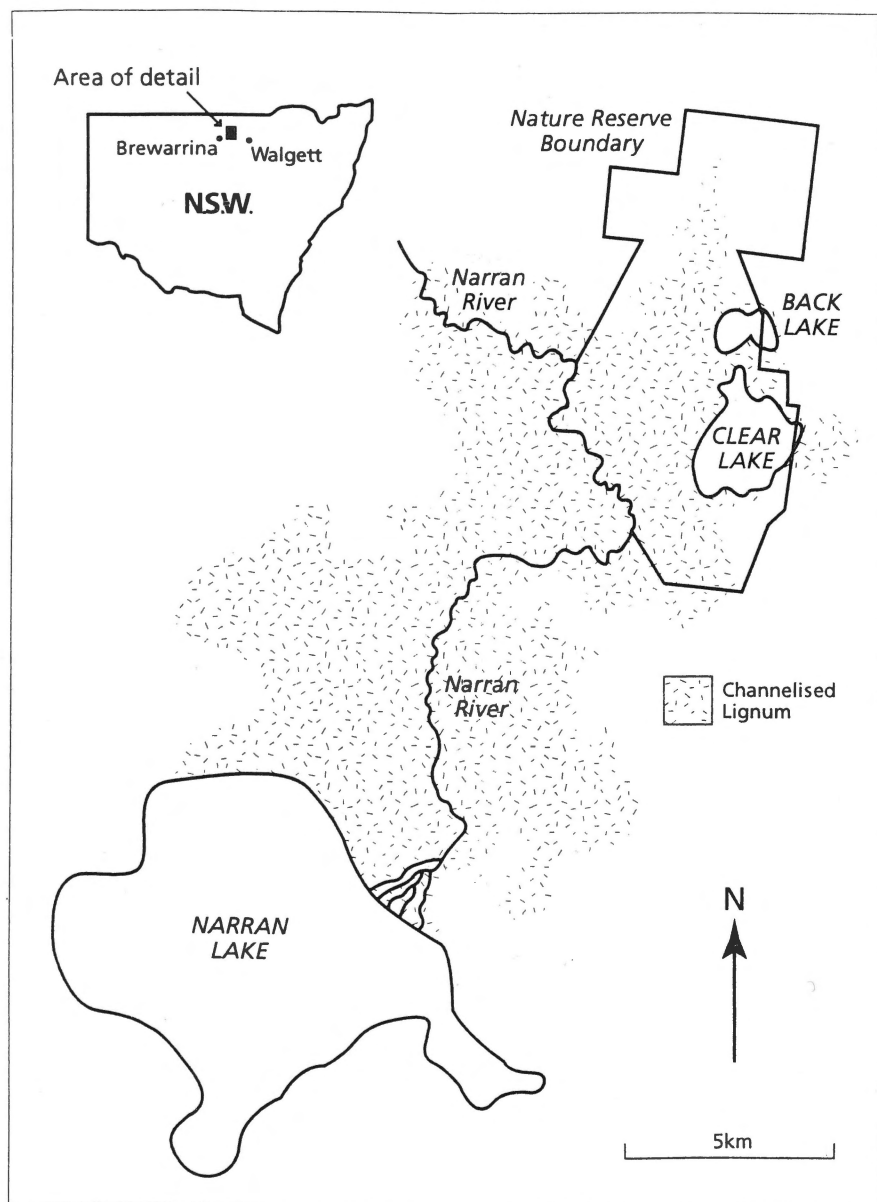 Area of detail
Brewarrina
Walgett
N.S.W.
Nature Reserve
Boundary
Narran
River
BACK
LAKE
CLEAR
LAKE
Narran
River
Channelised
Lignum
NARRAN
LAKE
N
5km